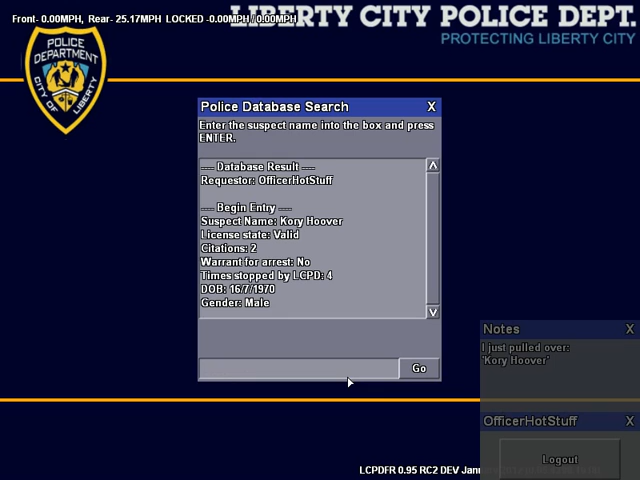 Front- 0.00MPH, Rear- 25.17MPH LOCKED -0.00MPH / 0.00MPH
LIBERTY CITY POLICE DEPT.
PROTECTING LIBERTY CITY
POLICE
DEPARTMENT
CITY OF LIBERTY
Police Database Search X
Enter the suspect name into the box and press
ENTER.
---- Database Result ----
Requestor: OfficerHotStuff
---- Begin Entry ----
Suspect Name: Kory Hoover
License state: Valid
Citations: 2
Warrant for arrest: No
Times stopped by LCPD: 4
DOB: 16/7/1970
Gender: Male
Go
Notes X
I just pulled over:
'Kory Hoover'
OfficerHotStuff X
Logout
LCPDFR 0.95 RC2 DEV